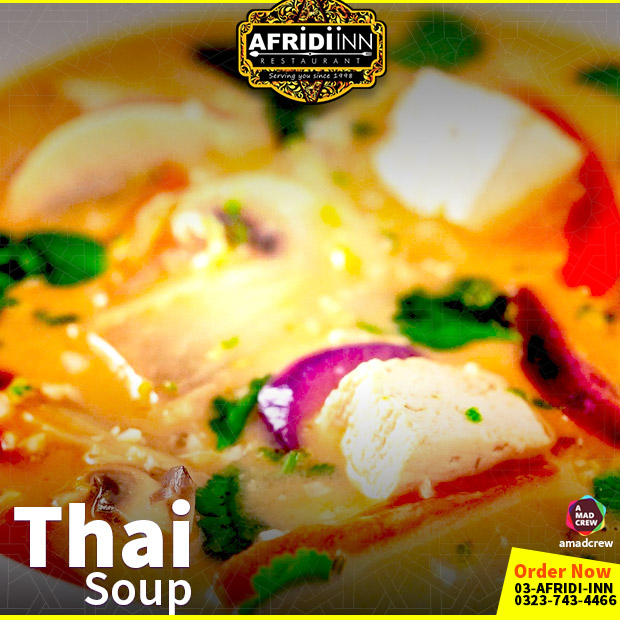 AFRiDi iNN
RESTAURANT
Serving you since 1998
Thai
Soup
A
MAD
CREW
amadcrew
Order Now
03-AFRIDI-INN
0323-743-4466